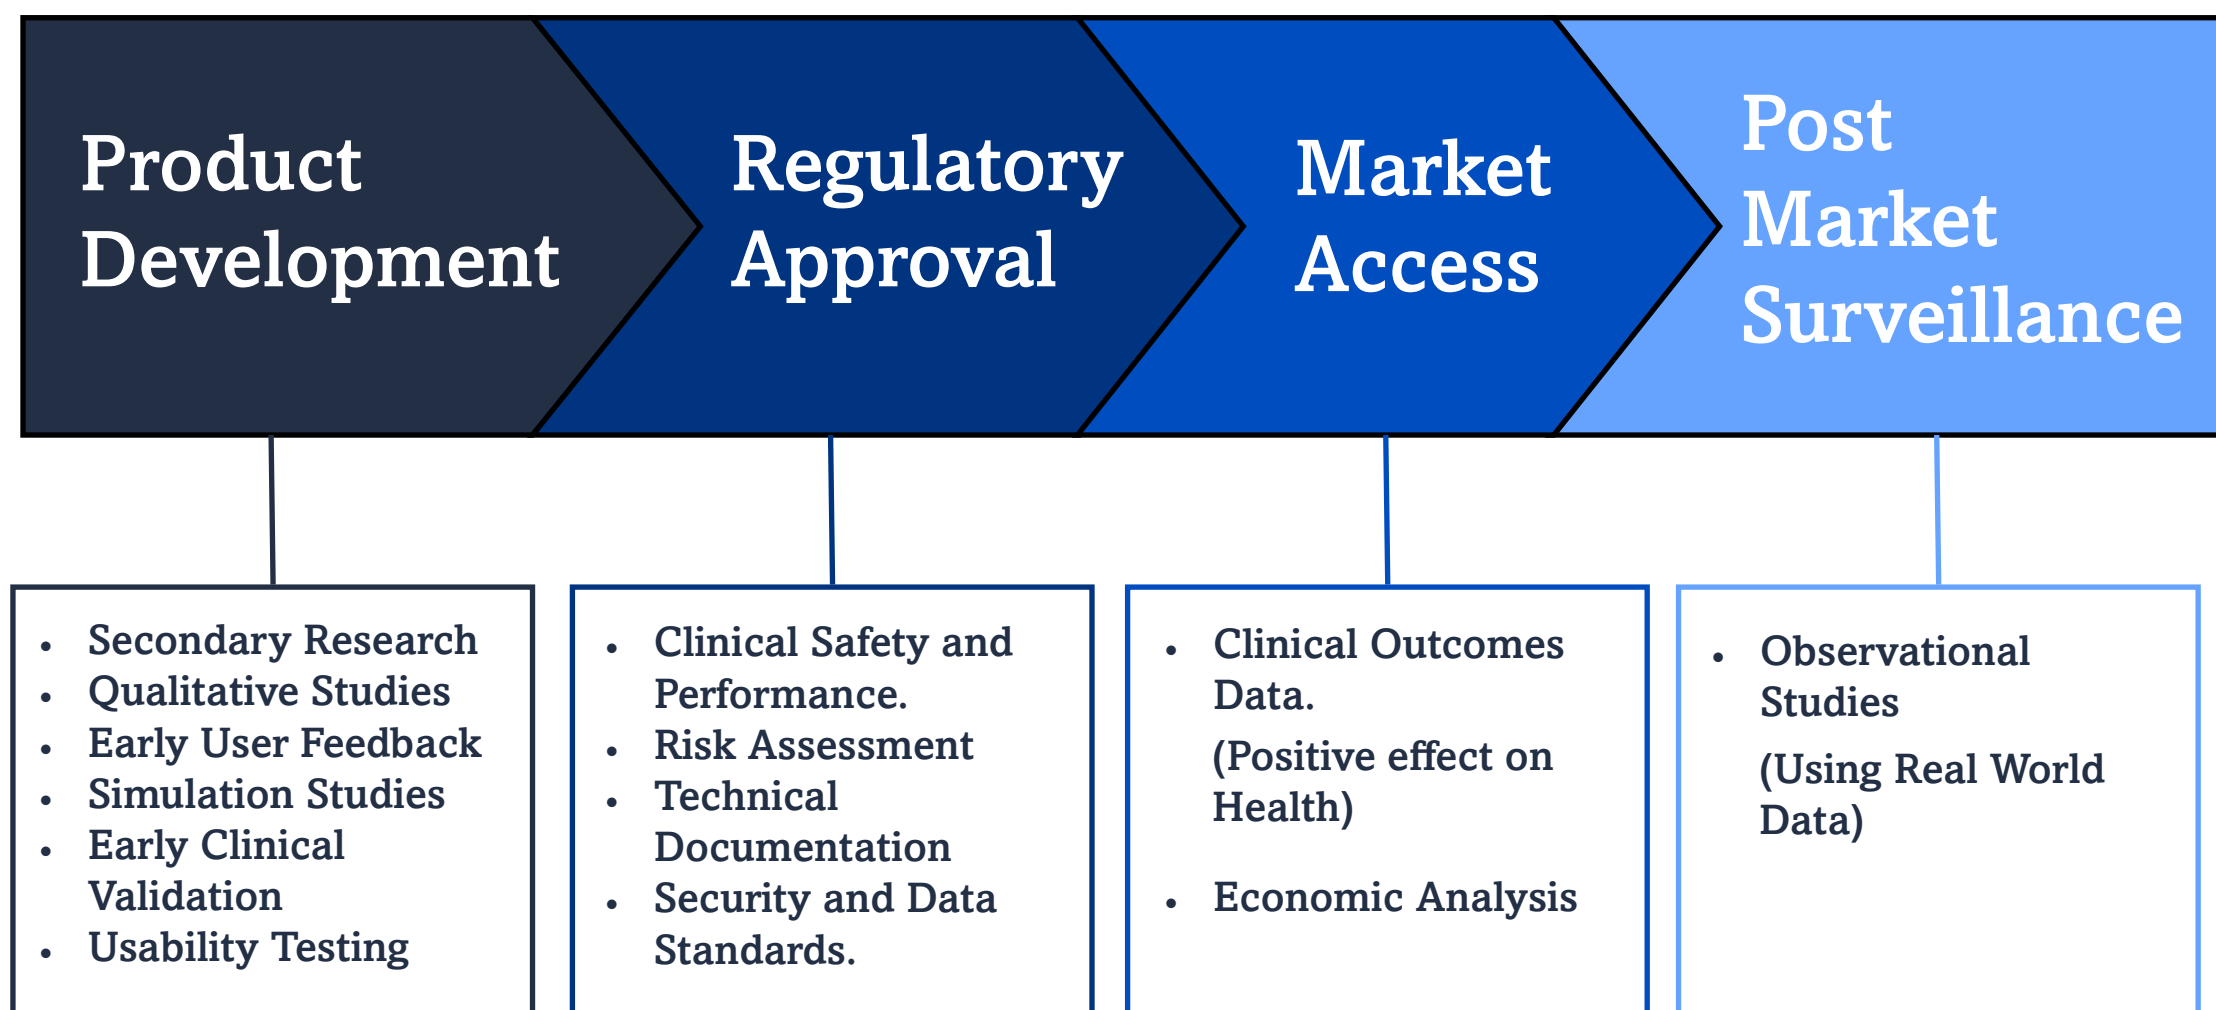 Product
Development
Regulatory
Approval
Market
Access
Post
Market
Surveillance
• Secondary Research
• Qualitative Studies
• Early User Feedback
• Simulation Studies
• Early Clinical
Validation
• Usability Testing
• Clinical Safety and
Performance.
• Risk Assessment
• Technical
Documentation
• Security and Data
Standards.
• Clinical Outcomes
Data.
(Positive effect on
Health)
• Economic Analysis
• Observational
Studies
(Using Real World
Data)